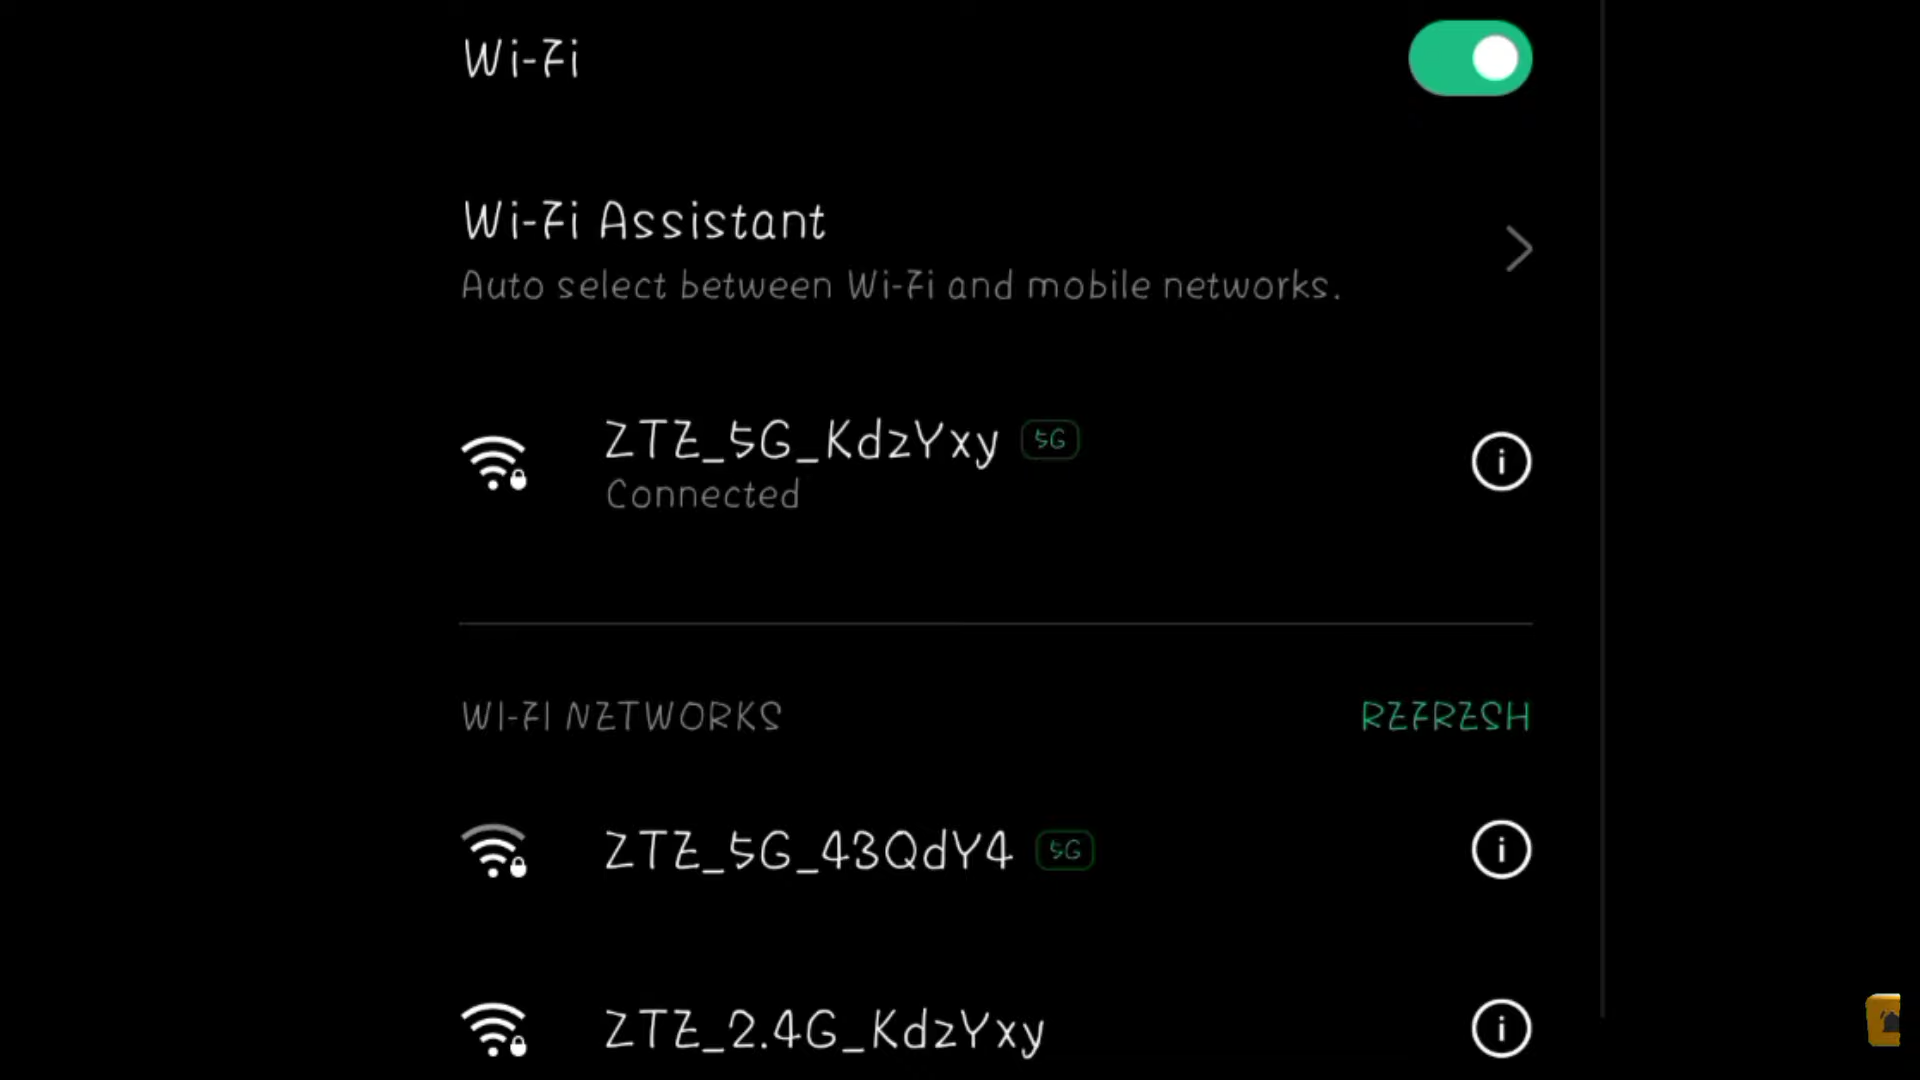 Wi-Fi
Wi-Fi Assistant
Auto select between Wi-Fi and mobile networks.
ZTE_5G_KdzYxy 5G
Connected
WI-FI NETWORKS REFRESH
ZTE_5G_43QdY4 5G
ZTE_2.4G_KdzYxy